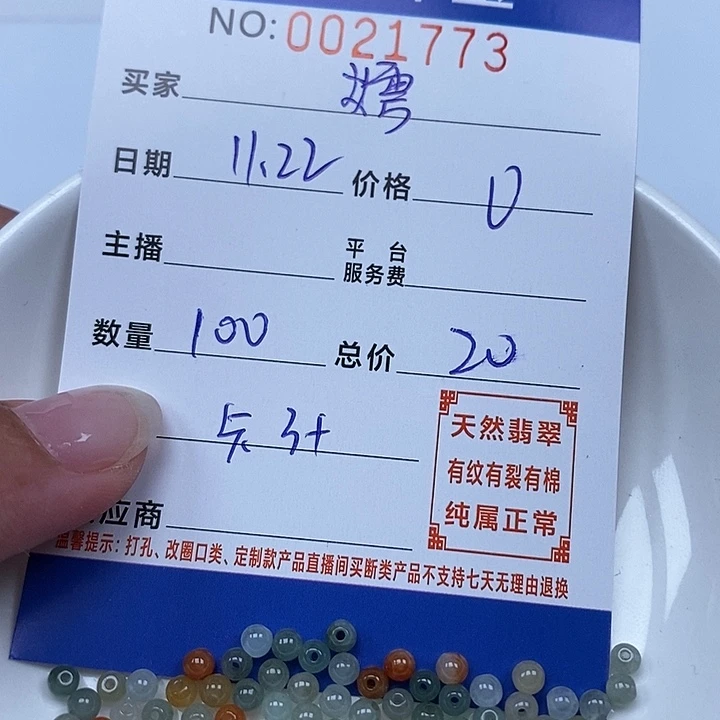 NO: 0021773
买家
日期 11.22 价格 0
主播 平台服务费
数量 100 总价 20
应商
天然翡翠
有纹有裂有棉
纯属正常
温馨提示：打孔、改圈口类、定制款产品直播间买断类产品不支持七天无理由退换